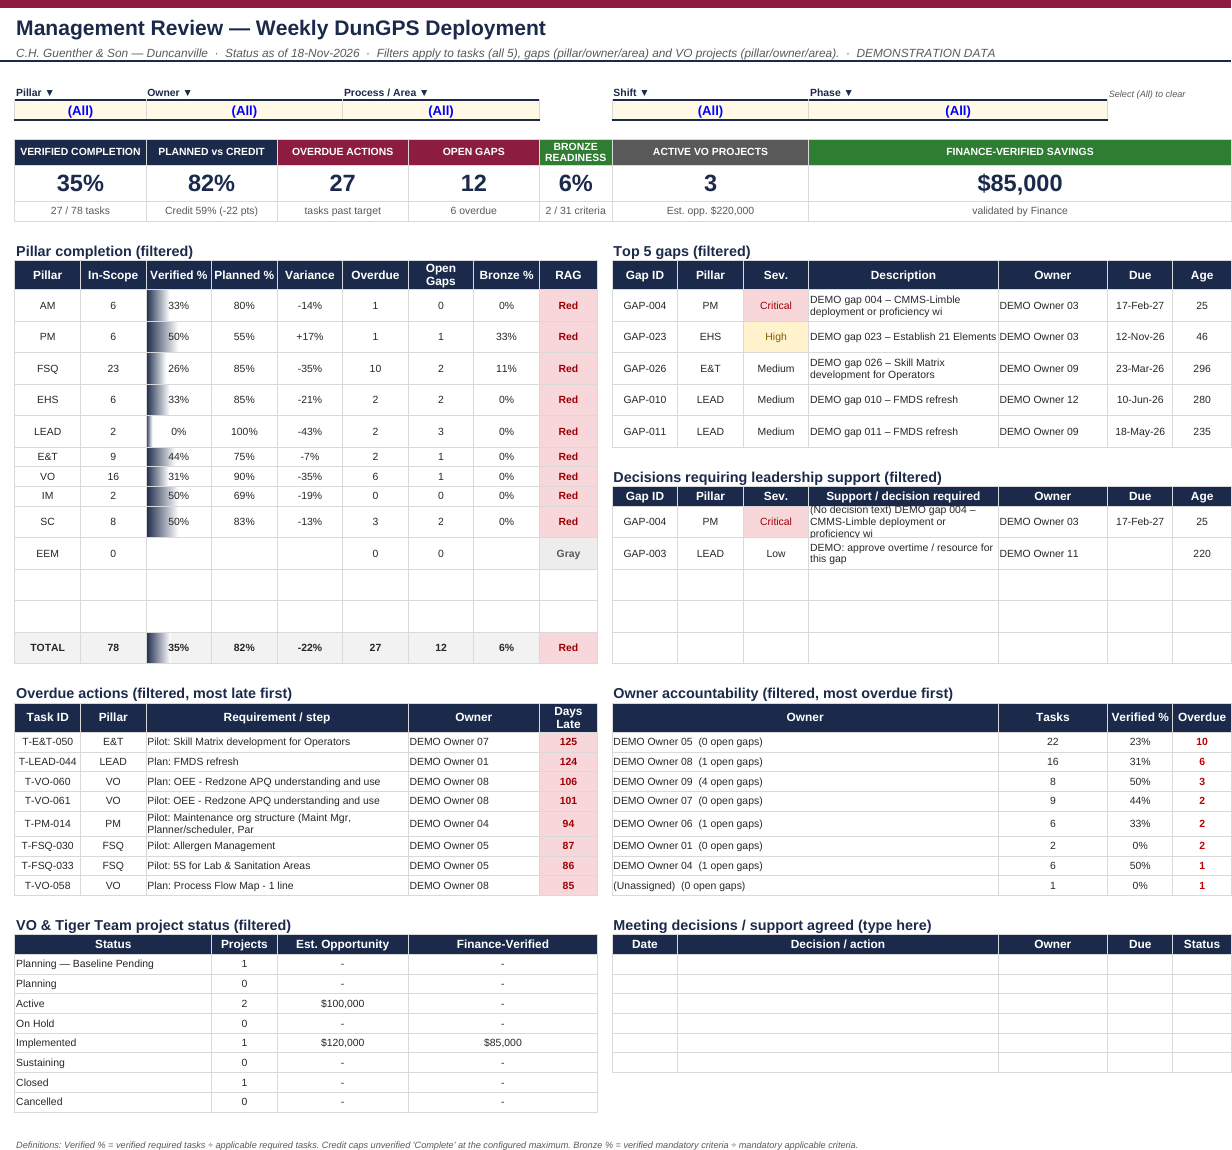 Management Review — Weekly DunGPS Deployment
C.H. Guenther & Son — Duncanville · Status as of 18-Nov-2026 · Filters apply to tasks (all 5), gaps (pillar/owner/area) and VO projects (pillar/owner/area). · DEMONSTRATION DATA
Pillar ▼ Owner ▼ Process / Area ▼ Shift ▼ Phase ▼ Select (All) to clear
(All) (All) (All) (All) (All)
VERIFIED COMPLETION PLANNED vs CREDIT OVERDUE ACTIONS OPEN GAPS BRONZE READINESS ACTIVE VO PROJECTS FINANCE-VERIFIED SAVINGS
35% 82% 27 12 6% 3 $85,000
27 / 78 tasks Credit 59% (-22 pts) tasks past target 6 overdue 2 / 31 criteria Est. opp. $220,000 validated by Finance
Pillar completion (filtered)
Pillar In-Scope Verified % Planned % Variance Overdue Open Gaps Bronze % RAG
AM 6 33% 80% -14% 1 0 0% Red
PM 6 50% 55% +17% 1 1 33% Red
FSQ 23 26% 85% -35% 10 2 11% Red
EHS 6 33% 85% -21% 2 2 0% Red
LEAD 2 0% 100% -43% 2 3 0% Red
E&T 9 44% 75% -7% 2 1 0% Red
VO 16 31% 90% -35% 6 1 0% Red
IM 2 50% 69% -19% 0 0 0% Red
SC 8 50% 83% -13% 3 2 0% Red
EEM 0 0 0 Gray
TOTAL 78 35% 82% -22% 27 12 6% Red
Top 5 gaps (filtered)
Gap ID Pillar Sev. Description Owner Due Age
GAP-004 PM Critical DEMO gap 004 – CMMS-Limble deployment or proficiency wi DEMO Owner 03 17-Feb-27 25
GAP-023 EHS High DEMO gap 023 – Establish 21 Elements DEMO Owner 03 12-Nov-26 46
GAP-026 E&T Medium DEMO gap 026 – Skill Matrix development for Operators DEMO Owner 09 23-Mar-26 296
GAP-010 LEAD Medium DEMO gap 010 – FMDS refresh DEMO Owner 12 10-Jun-26 280
GAP-011 LEAD Medium DEMO gap 011 – FMDS refresh DEMO Owner 09 18-May-26 235
Decisions requiring leadership support (filtered)
Gap ID Pillar Sev. Support / decision required Owner Due Age
GAP-004 PM Critical (No decision text) DEMO gap 004 – CMMS-Limble deployment or proficiency wi DEMO Owner 03 17-Feb-27 25
GAP-003 LEAD Low DEMO: approve overtime / resource for this gap DEMO Owner 11 220
Overdue actions (filtered, most late first)
Task ID Pillar Requirement / step Owner Days Late
T-E&T-050 E&T Pilot: Skill Matrix development for Operators DEMO Owner 07 125
T-LEAD-044 LEAD Plan: FMDS refresh DEMO Owner 01 124
T-VO-060 VO Plan: OEE - Redzone APQ understanding and use DEMO Owner 08 106
T-VO-061 VO Pilot: OEE - Redzone APQ understanding and use DEMO Owner 08 101
T-PM-014 PM Pilot: Maintenance org structure (Maint Mgr, Planner/scheduler, Par DEMO Owner 04 94
T-FSQ-030 FSQ Pilot: Allergen Management DEMO Owner 05 87
T-FSQ-033 FSQ Pilot: 5S for Lab & Sanitation Areas DEMO Owner 05 86
T-VO-058 VO Plan: Process Flow Map - 1 line DEMO Owner 08 85
Owner accountability (filtered, most overdue first)
Owner Tasks Verified % Overdue
DEMO Owner 05 (0 open gaps) 22 23% 10
DEMO Owner 08 (1 open gaps) 16 31% 6
DEMO Owner 09 (4 open gaps) 8 50% 3
DEMO Owner 07 (0 open gaps) 9 44% 2
DEMO Owner 06 (1 open gaps) 6 33% 2
DEMO Owner 01 (0 open gaps) 2 0% 2
DEMO Owner 04 (1 open gaps) 6 50% 1
(Unassigned) (0 open gaps) 1 0% 1
VO & Tiger Team project status (filtered)
Status Projects Est. Opportunity Finance-Verified
Planning — Baseline Pending 1 - -
Planning 0 - -
Active 2 $100,000 -
On Hold 0 - -
Implemented 1 $120,000 $85,000
Sustaining 0 - -
Closed 1 - -
Cancelled 0 - -
Meeting decisions / support agreed (type here)
Date Decision / action Owner Due Status
Definitions: Verified % = verified required tasks ÷ applicable required tasks. Credit caps unverified 'Complete' at the configured maximum. Bronze % = verified mandatory criteria ÷ mandatory applicable criteria.